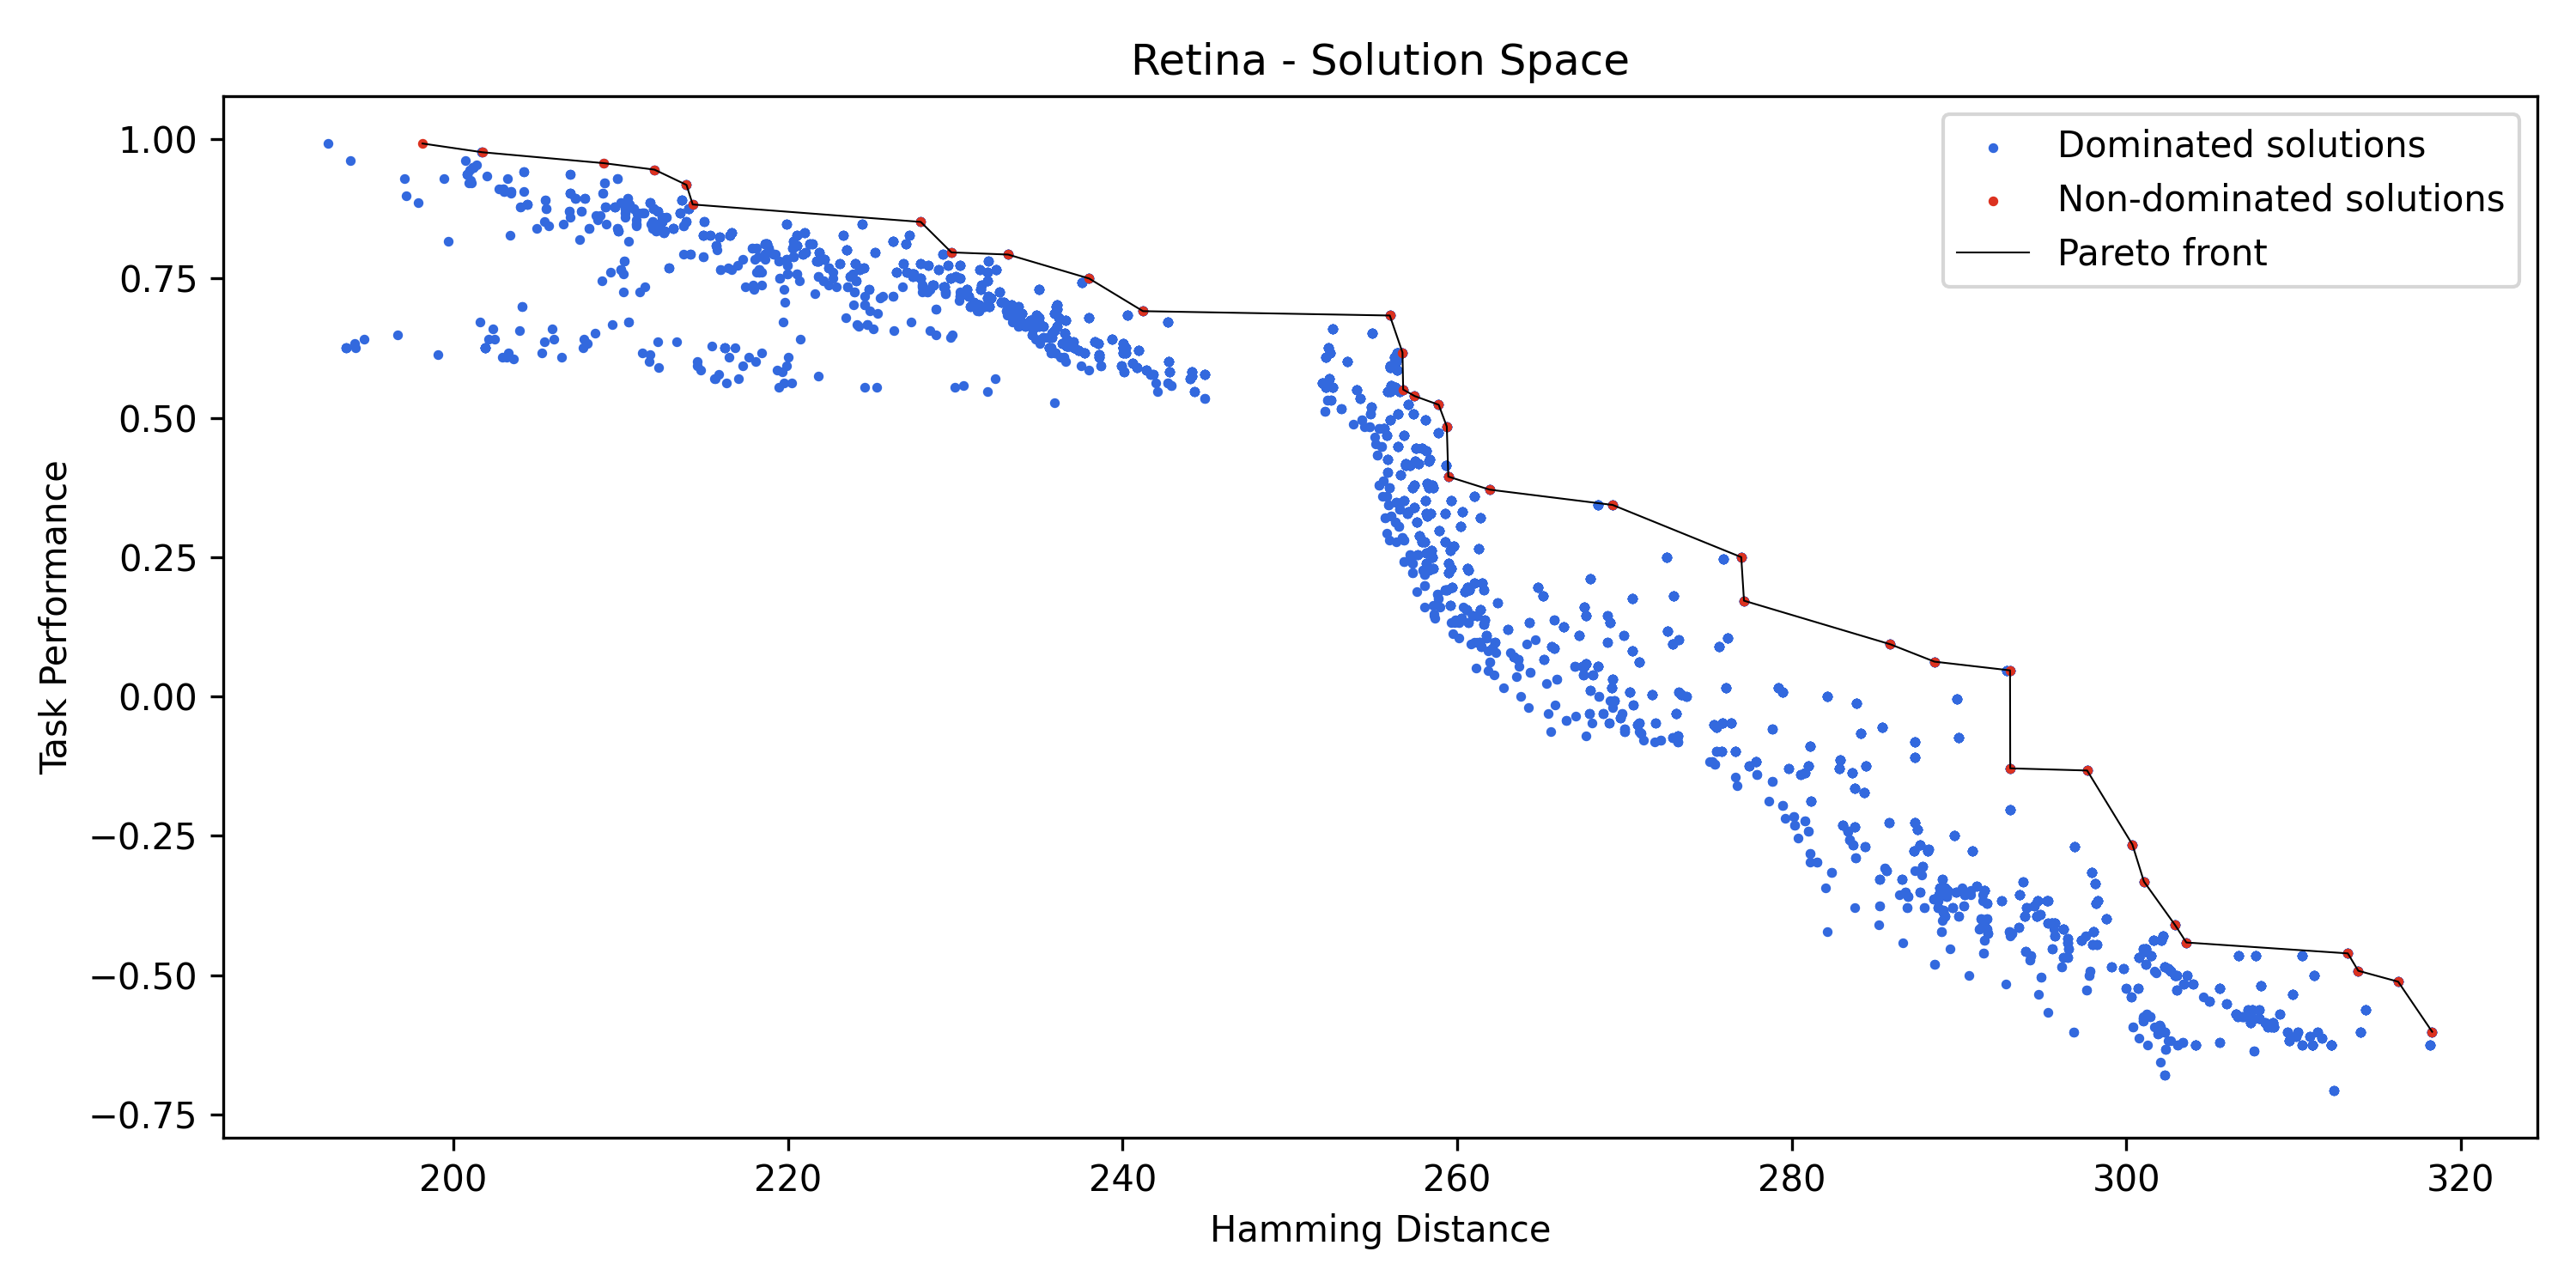 Retina - Solution Space
Dominated solutions
Non-dominated solutions
Pareto front
1.00
0.75
0.50
0.25
0.00
−0.25
−0.50
−0.75
Task Performance
200 220 240 260 280 300 320
Hamming Distance